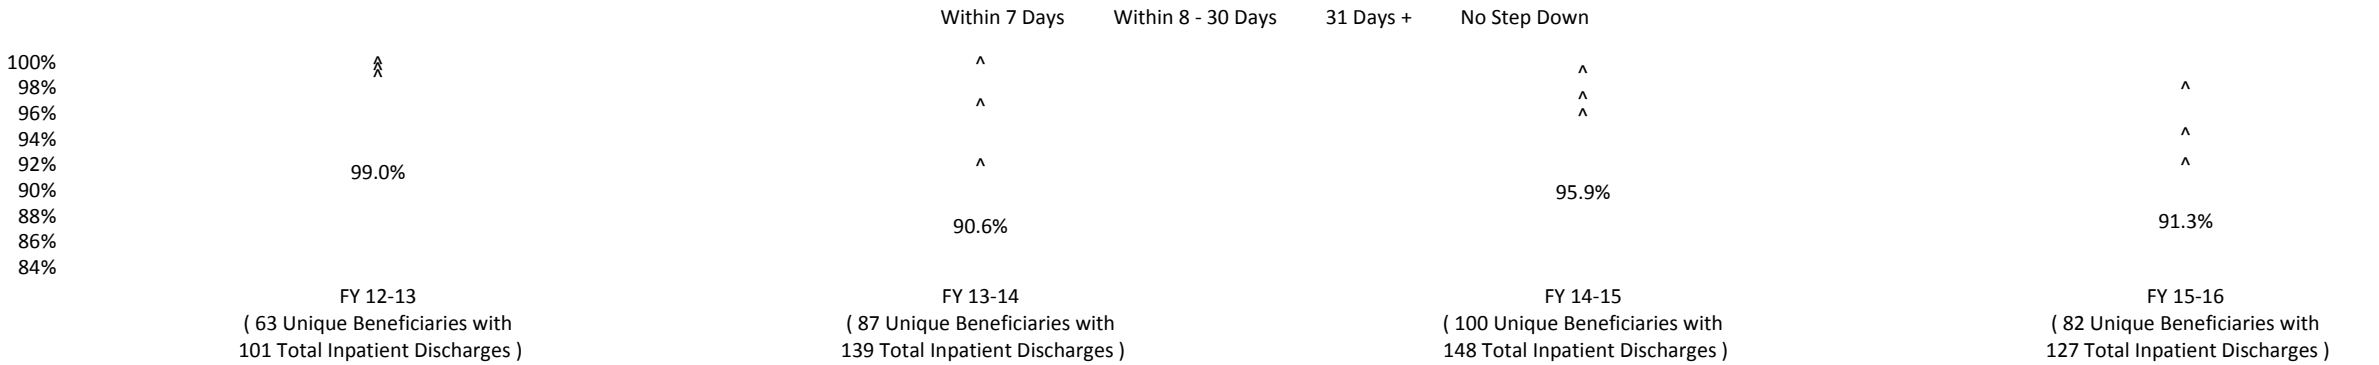 Within 7 Days Within 8 - 30 Days 31 Days + No Step Down
100%
98%
96%
94%
92%
90%
88%
86%
84%
^
^
^
99.0%
^
^
^
90.6%
^
^
^
95.9%
^
^
^
91.3%
FY 12-13
( 63 Unique Beneficiaries with
101 Total Inpatient Discharges )
FY 13-14
( 87 Unique Beneficiaries with
139 Total Inpatient Discharges )
FY 14-15
( 100 Unique Beneficiaries with
148 Total Inpatient Discharges )
FY 15-16
( 82 Unique Beneficiaries with
127 Total Inpatient Discharges )